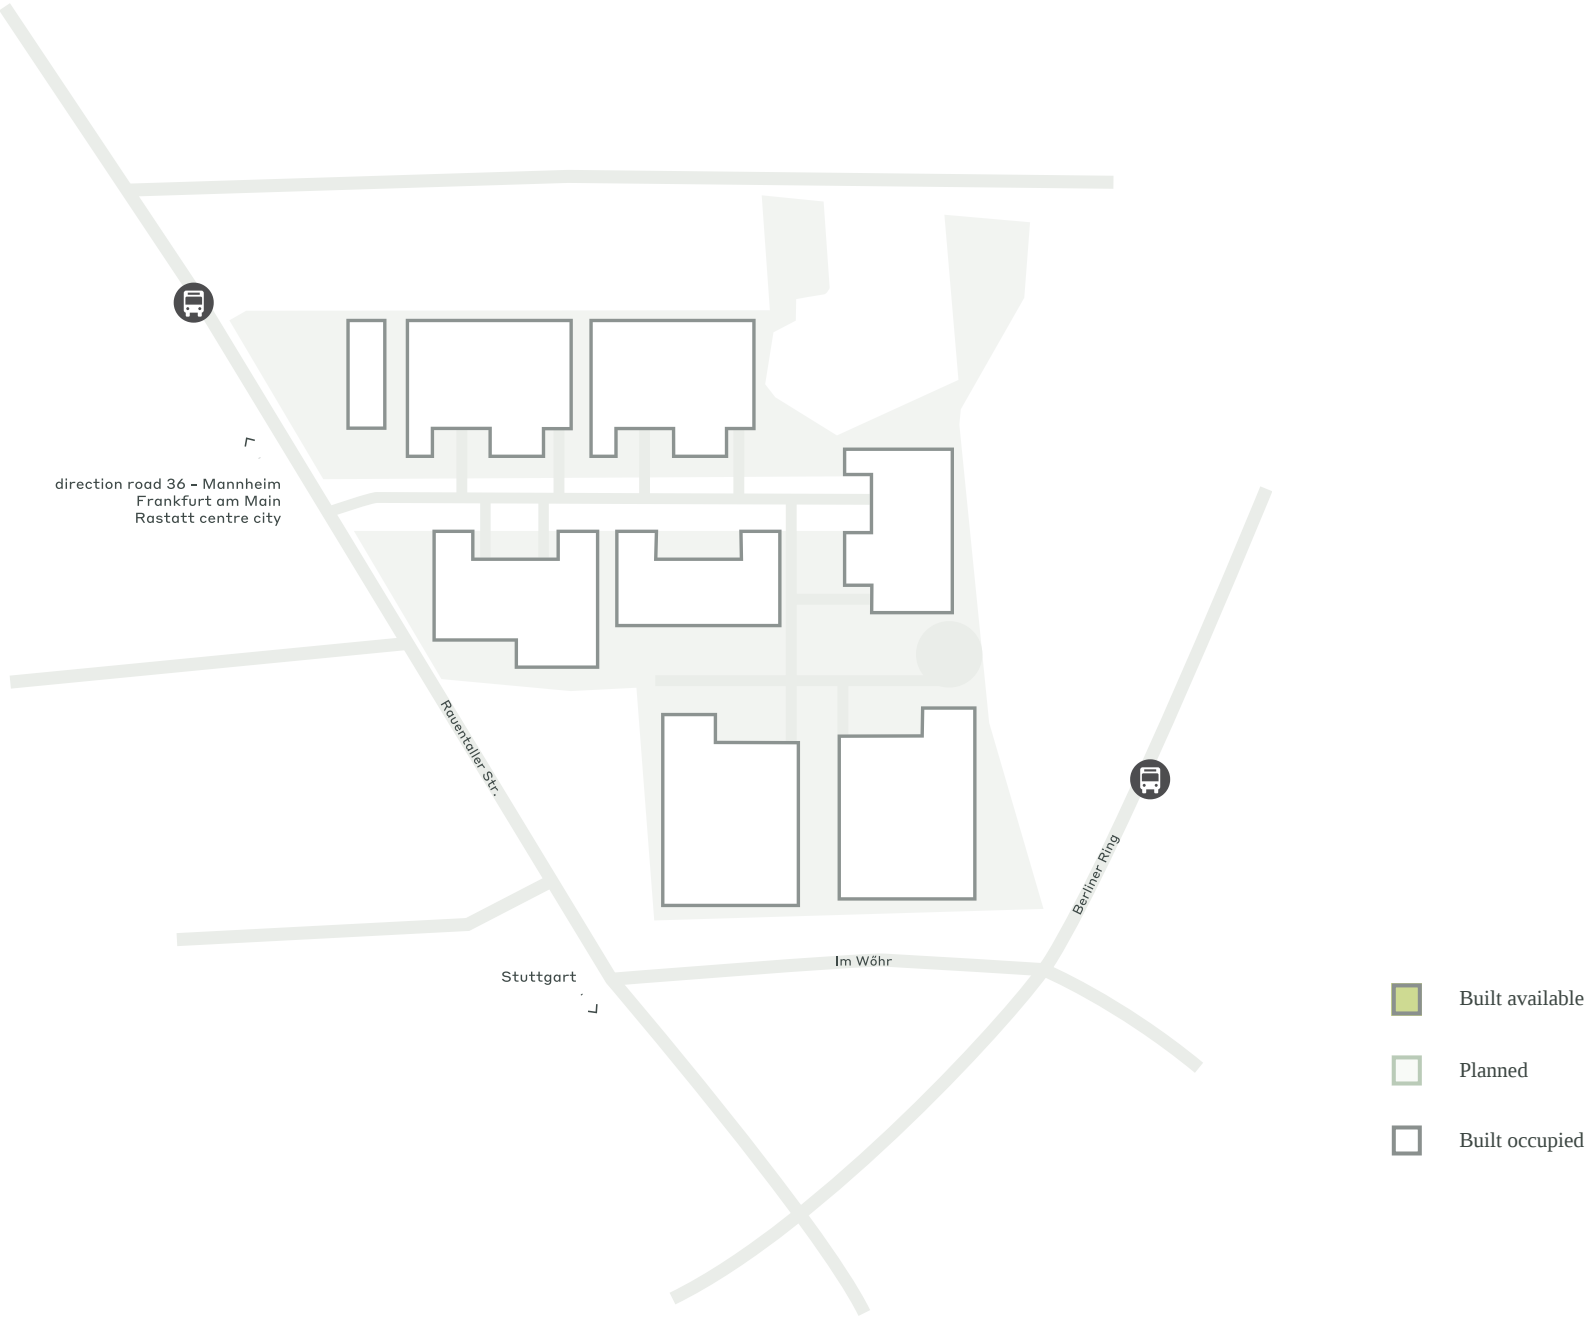 direction road 36 - Mannheim
Frankfurt am Main
Rastatt centre city
Rauentaller Str.
Berliner Ring
Im Wőhr
Stuttgart
Built available
Planned
Built occupied